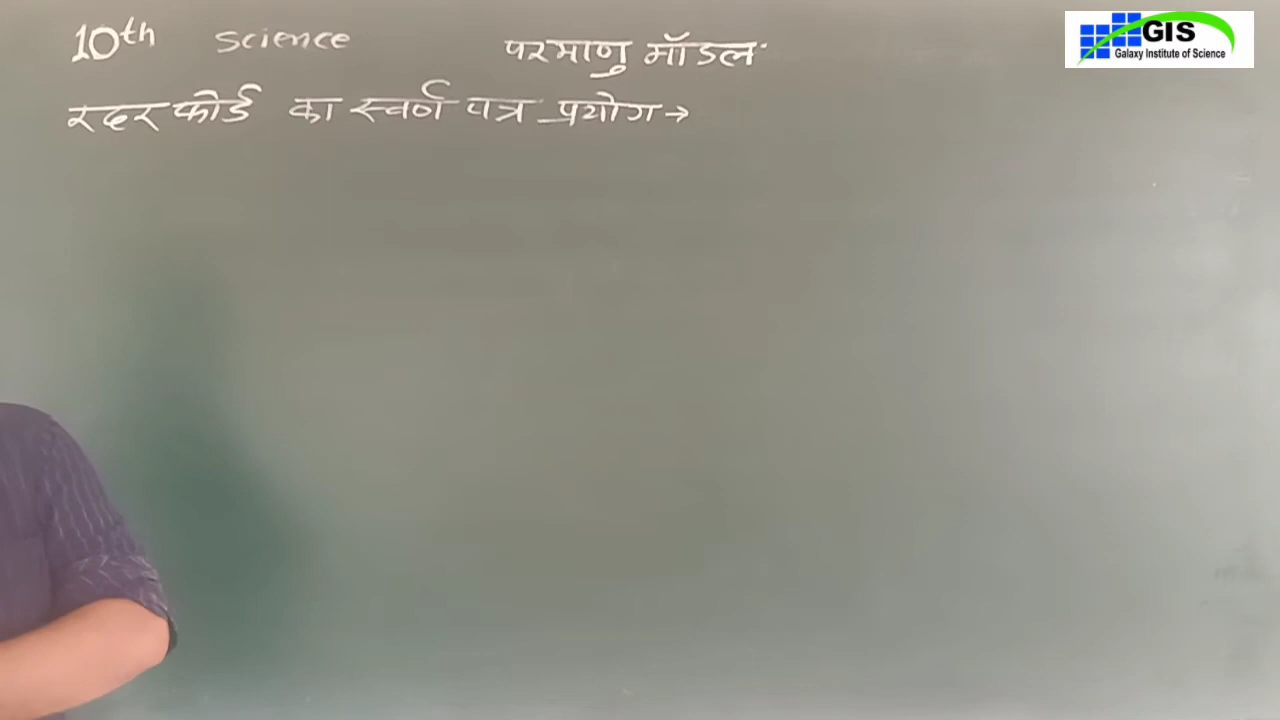 10th Science परमाणु मॉडल
GIS
Galaxy Institute of Science
रदरफोर्ड का स्वर्ण पत्र प्रयोग→